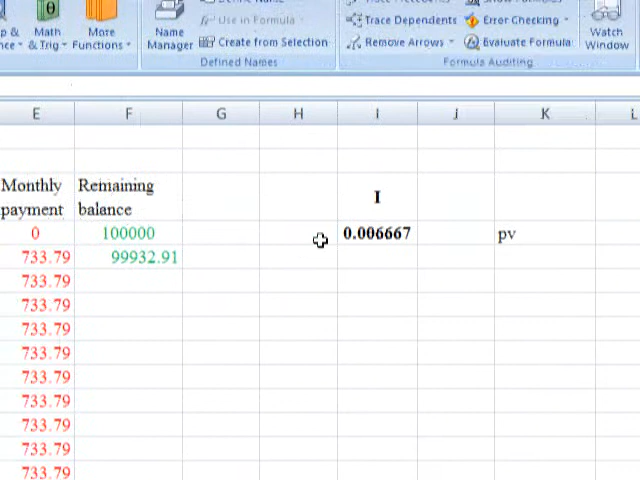 p & Math More
nce & Trig Functions
Name
Manager
Use in Formula
Create from Selection
Defined Names
Trace Dependents
Error Checking
Remove Arrows
Evaluate Formula
Formula Auditing
Watch
Window
E F G H I J K L
Monthly Remaining
payment balance I
0 100000 0.006667 pv
733.79 99932.91
733.79
733.79
733.79
733.79
733.79
733.79
733.79
733.79
733.79